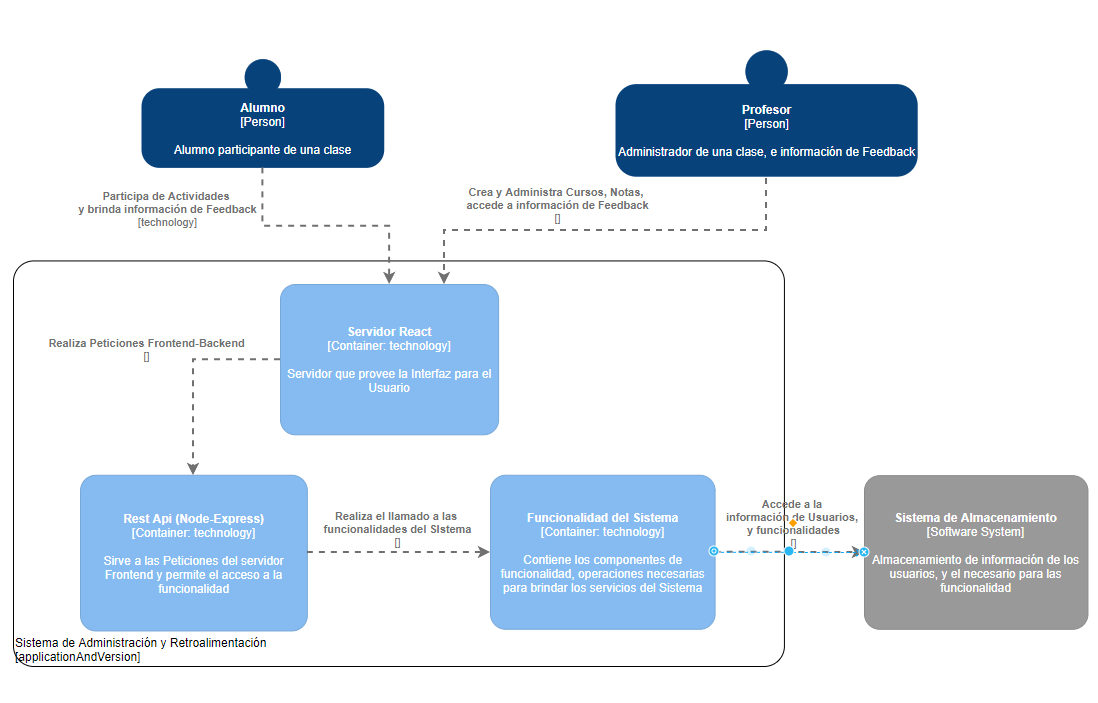 Alumno
[Person]
Alumno participante de una clase
Profesor
[Person]
Administrador de una clase, e información de Feedback
Participa de Actividades
y brinda información de Feedback
[technology]
Crea y Administra Cursos, Notas,
accede a información de Feedback
[]
Servidor React
[Container: technology]
Servidor que provee la Interfaz para el
Usuario
Realiza Peticiones Frontend-Backend
[]
Rest Api (Node-Express)
[Container: technology]
Sirve a las Peticiones del servidor
Frontend y permite el acceso a la
funcionalidad
Realiza el llamado a las
funcionalidades del SIstema
[]
Funcionalidad del Sistema
[Container: technology]
Contiene los componentes de
funcionalidad, operaciones necesarias
para brindar los servicios del Sistema
Accede a la
información de Usuarios,
y funcionalidades
[]
Sistema de Almacenamiento
[Software System]
Almacenamiento de información de los
usuarios, y el necesario para las
funcionalidad
Sistema de Administración y Retroalimentación
[applicationAndVersion]